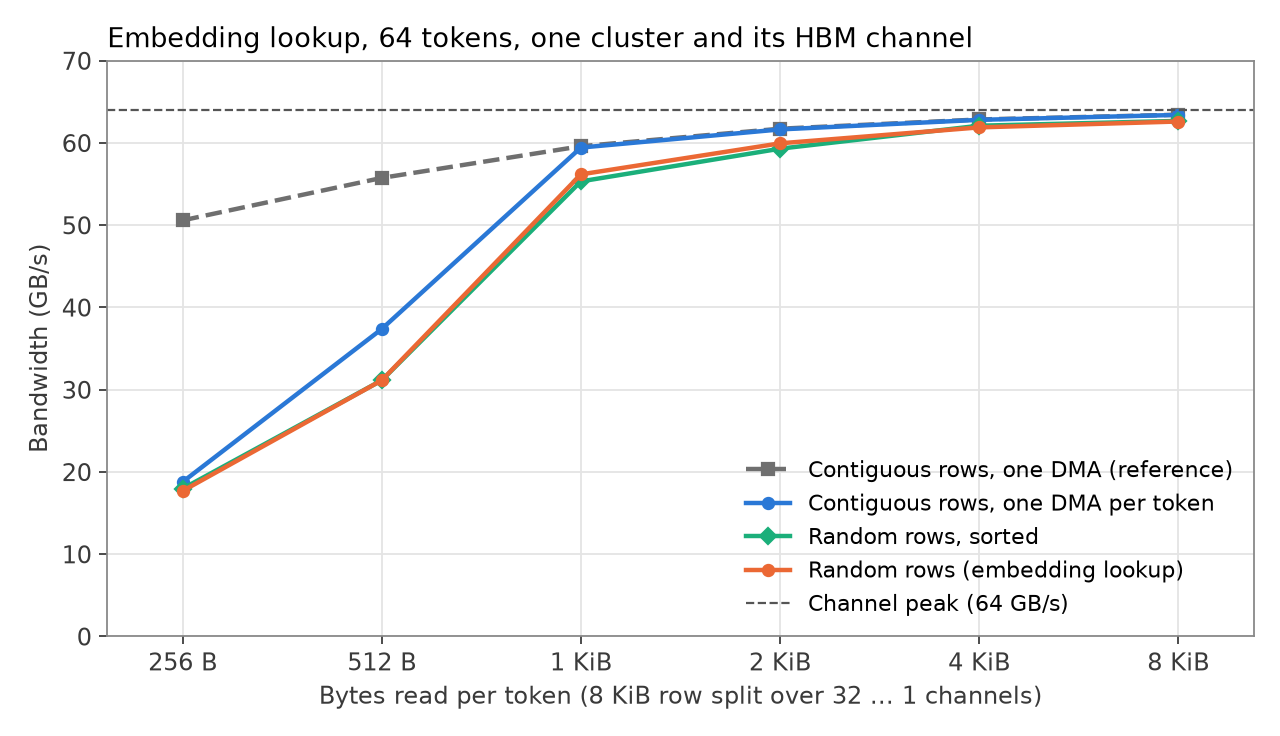 Embedding lookup, 64 tokens, one cluster and its HBM channel
70
60
50
40
30
20
10
0
Bandwidth (GB/s)
Contiguous rows, one DMA (reference)
Contiguous rows, one DMA per token
Random rows, sorted
Random rows (embedding lookup)
Channel peak (64 GB/s)
256 B 512 B 1 KiB 2 KiB 4 KiB 8 KiB
Bytes read per token (8 KiB row split over 32 ... 1 channels)